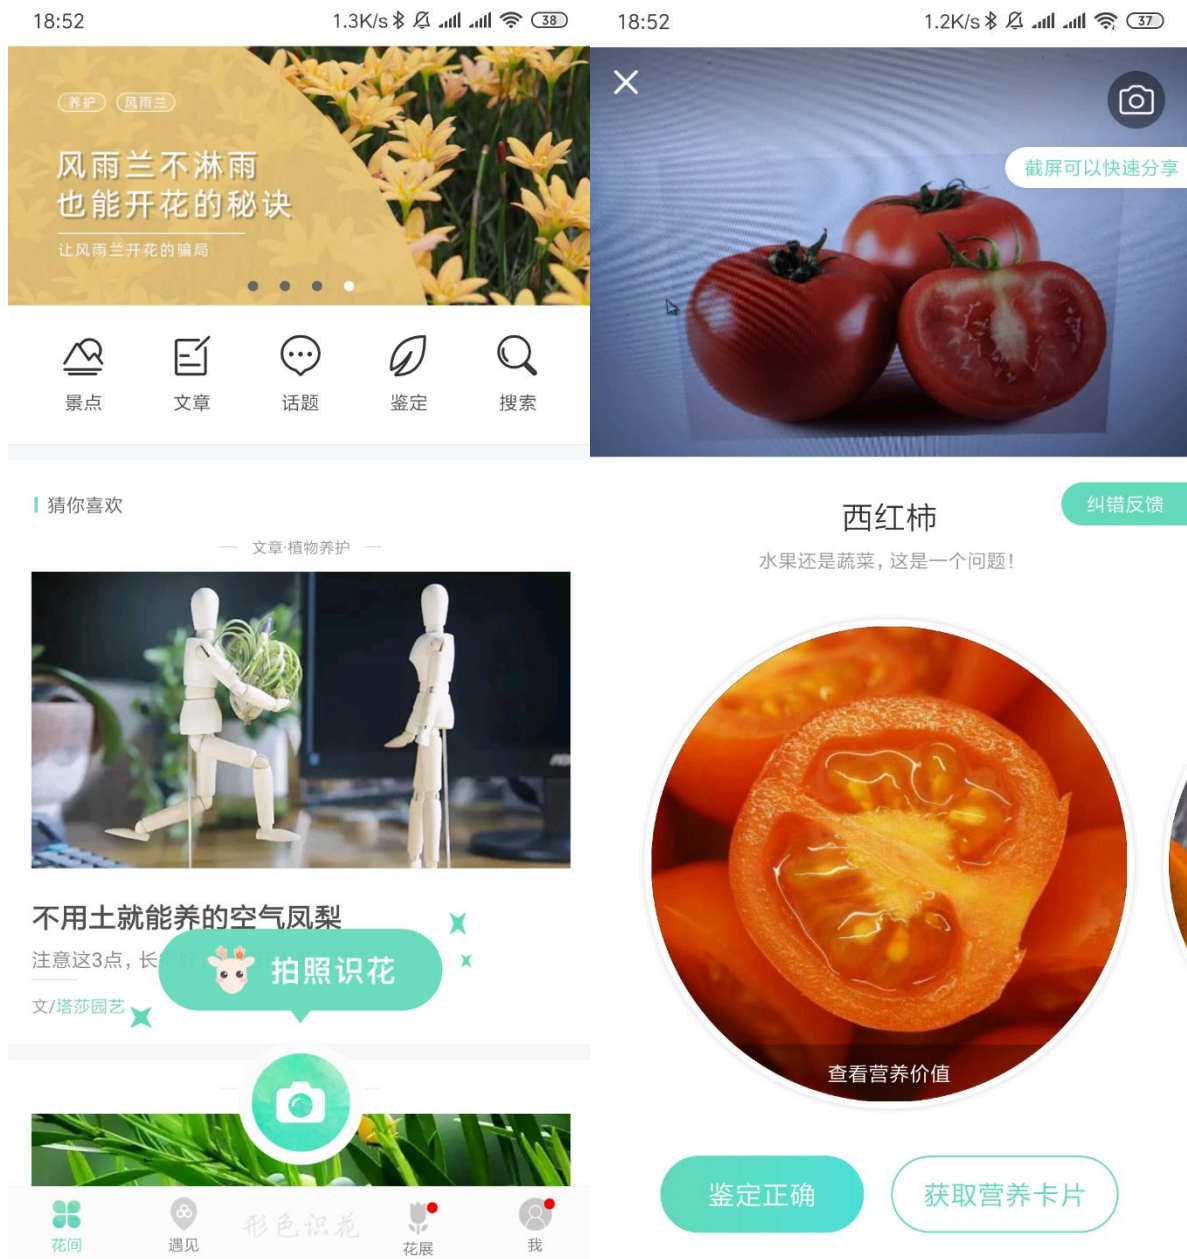 18:52
1.3K/s
38
养护
风雨兰
风雨兰不淋雨
也能开花的秘诀
让风雨兰开花的骗局
景点
文章
话题
鉴定
搜索
猜你喜欢
文章·植物养护
不用土就能养的空气凤梨
注意这3点，长
文/塔莎园艺
拍照识花
花间
遇见
形色识花
花展
我
18:52
1.2K/s
37
截屏可以快速分享
西红柿
纠错反馈
水果还是蔬菜，这是一个问题！
查看营养价值
鉴定正确
获取营养卡片